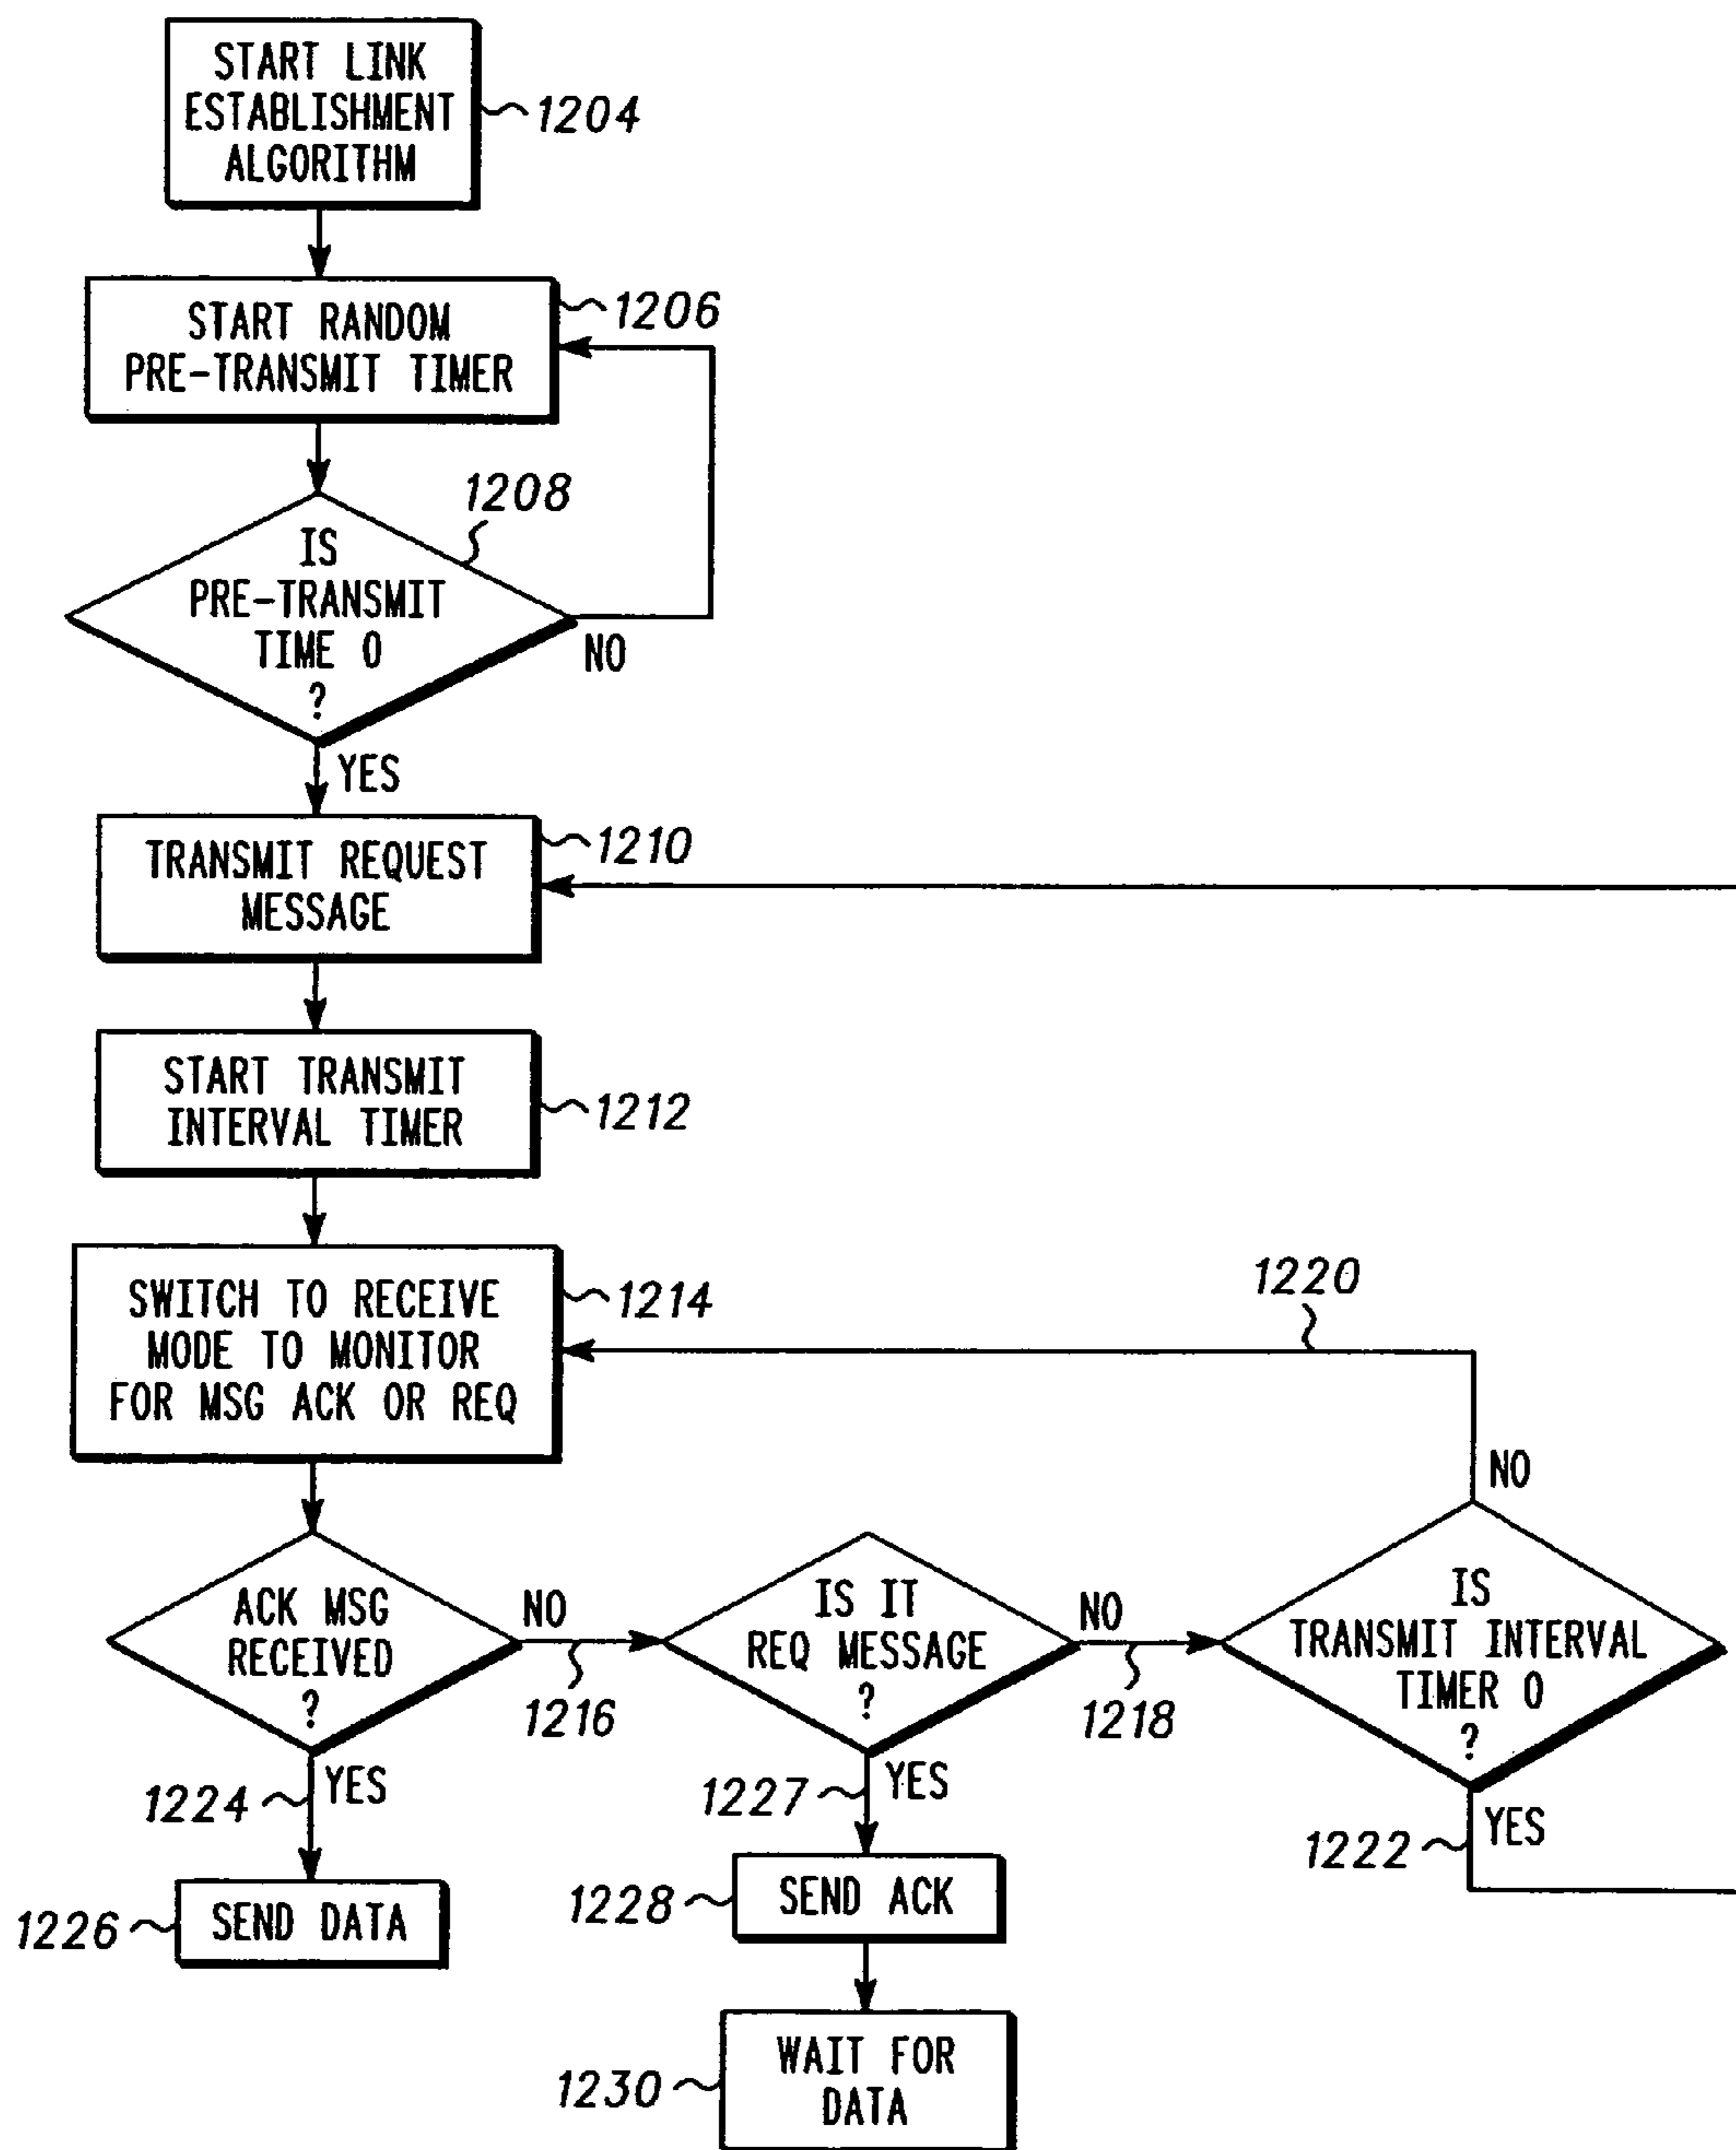 START LINK
ESTABLISHMENT
ALGORITHM
1204
START RANDOM
PRE-TRANSMIT TIMER
1206
1208
IS
PRE-TRANSMIT
TIME 0
?
NO
YES
TRANSMIT REQUEST
MESSAGE
1210
START TRANSMIT
INTERVAL TIMER
1212
SWITCH TO RECEIVE
MODE TO MONITOR
FOR MSG ACK OR REQ
1214
1220
NO
ACK MSG
RECEIVED
?
NO
1216
IS IT
REQ MESSAGE
?
NO
1218
IS
TRANSMIT INTERVAL
TIMER 0
?
1224
YES
1227
YES
1222
YES
1226
SEND DATA
1228
SEND ACK
1230
WAIT FOR
DATA